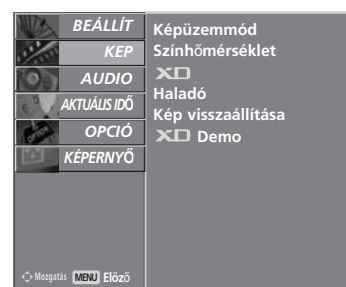 BEÁLLÍT
KEP
AUDIO
AKTUÁLIS IDŐ
OPCIÓ
KÉPERNYŐ
Mozgatás MENU Előző
Képüzemmód
Színhőmérséklet
XD
Haladó
Kép visszaállítása
XD Demo